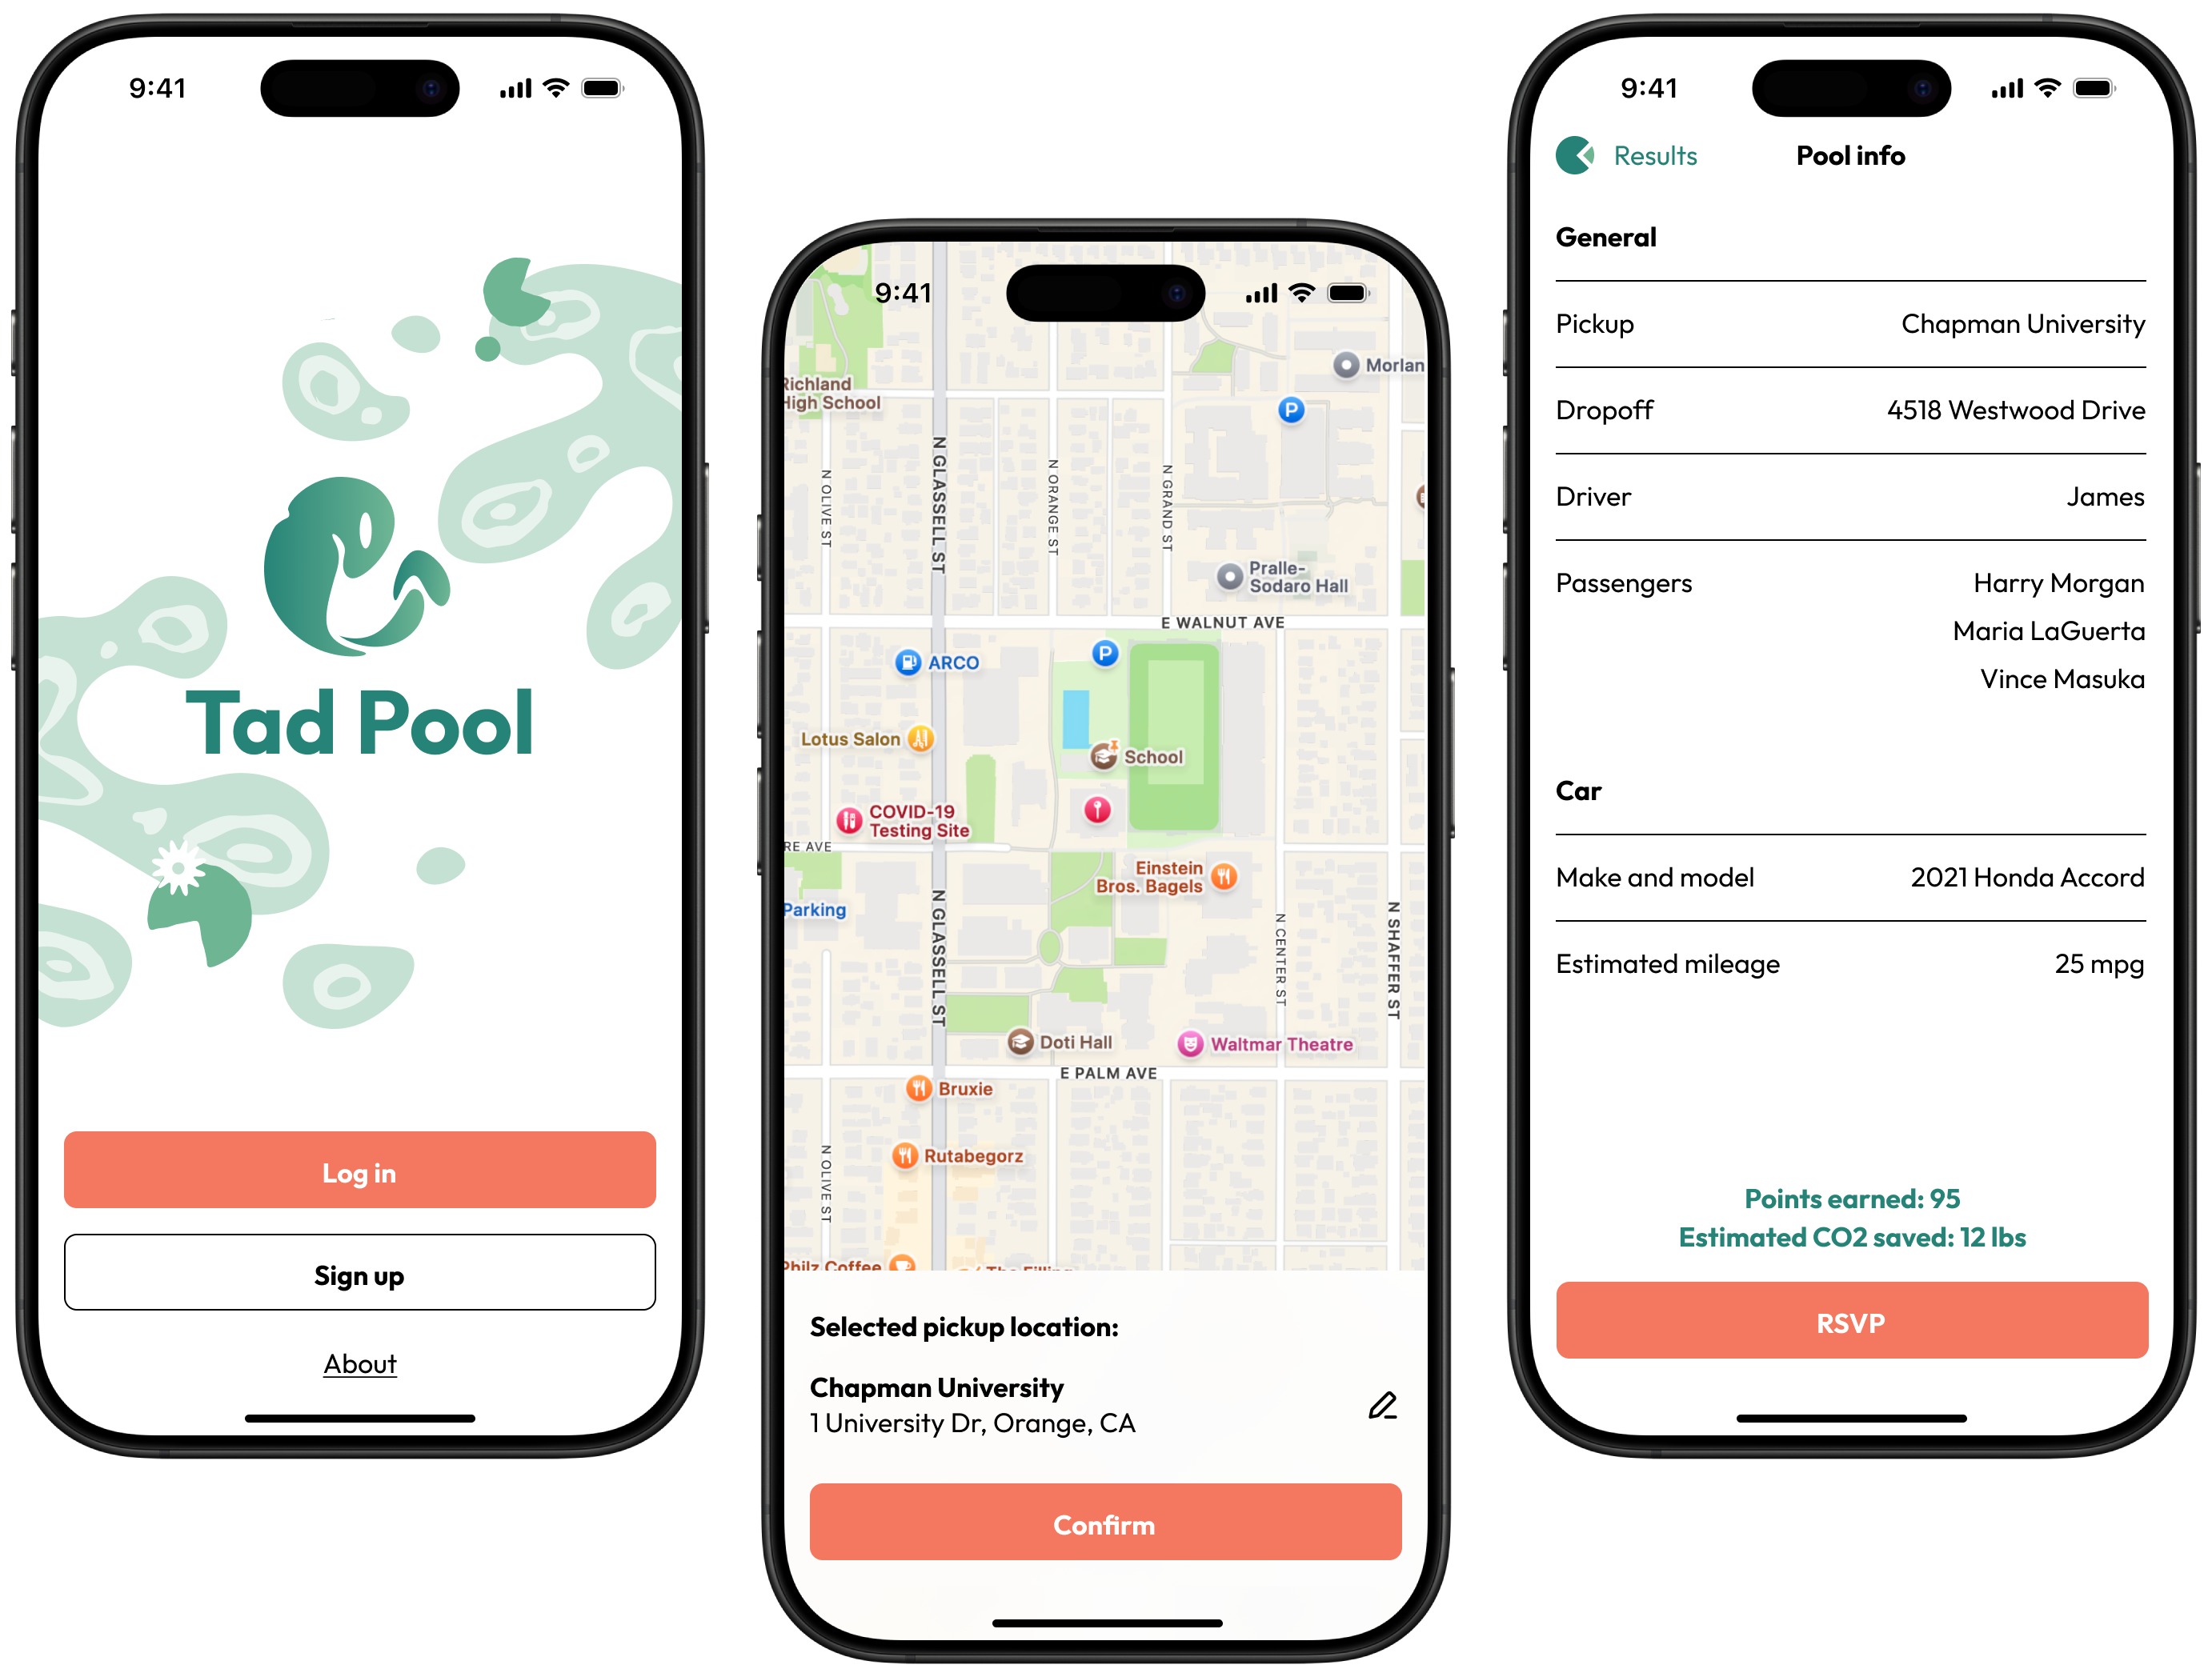 9:41
Tad Pool
Log in
Sign up
About
9:41
Morlan
Richland
High School
P
N OLIVE ST
N GLASSELL ST
N ORANGE ST
N GRAND ST
Pralle-
Sodaro Hall
E WALNUT AVE
ARCO
P
Lotus Salon
School
COVID-19
Testing Site
RE AVE
Einstein
Bros. Bagels
Parking
N GLASSELL ST
N CENTER ST
N SHAFFER ST
Doti Hall
Waltmar Theatre
E PALM AVE
Bruxie
N OLIVE ST
Rutabegorz
Philz Coffee
The Filling
Selected pickup location:
Chapman University
1 University Dr, Orange, CA
Confirm
9:41
Results
Pool info
General
Pickup Chapman University
Dropoff 4518 Westwood Drive
Driver James
Passengers Harry Morgan
Maria LaGuerta
Vince Masuka
Car
Make and model 2021 Honda Accord
Estimated mileage 25 mpg
Points earned: 95
Estimated CO2 saved: 12 lbs
RSVP